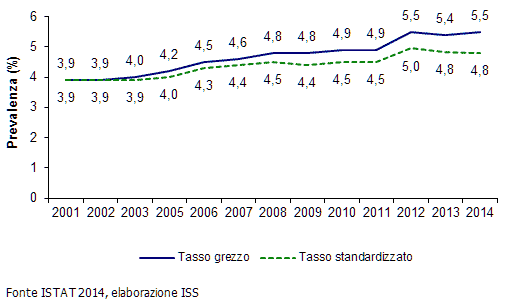 6
5,5 5,4 5,5
3,9 3,9 4,0 4,2 4,5 4,6 4,8 4,8 4,9 4,9
5
4
3,9 3,9 3,9 4,0 4,3 4,4 4,5 4,4 4,5 4,5 5,0 4,8 4,8
3
2
1
0
Prevalenza (%)
2001 2002 2003 2005 2006 2007 2008 2009 2010 2011 2012 2013 2014
Tasso grezzo Tasso standardizzato
Fonte ISTAT 2014, elaborazione ISS